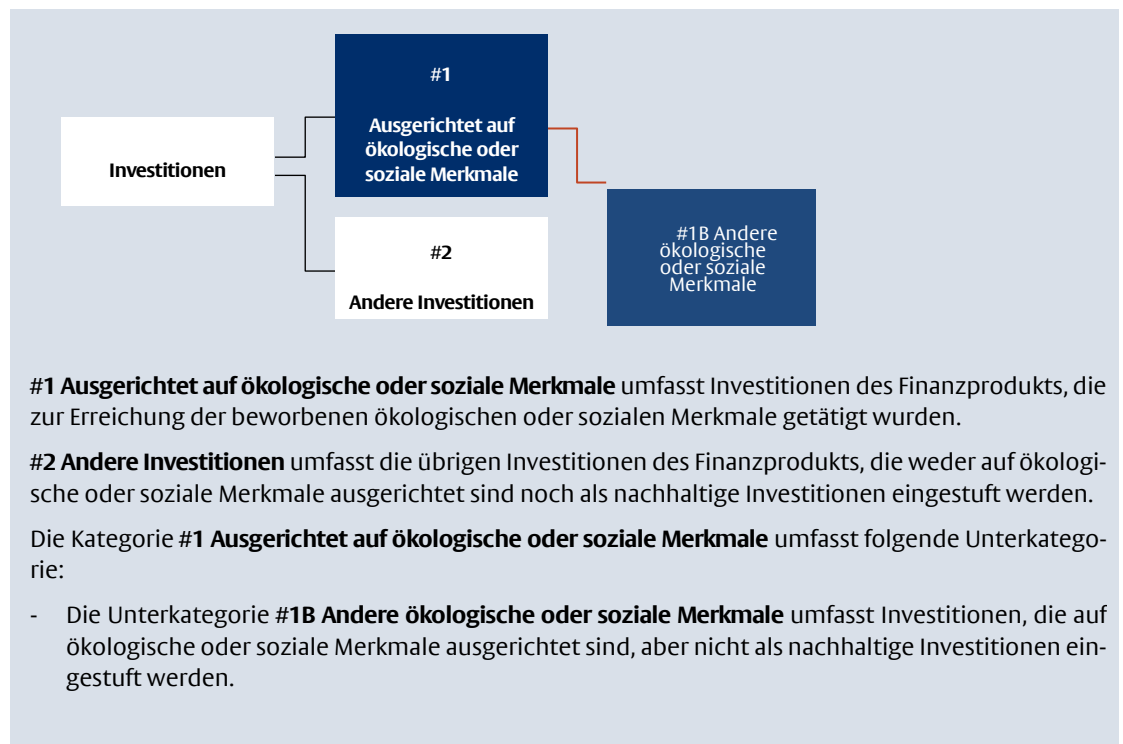 #1
Ausgerichtet auf
ökologische oder
soziale Merkmale
Investitionen
#2
Andere Investitionen
#1B Andere
ökologische
oder soziale
Merkmale
#1 Ausgerichtet auf ökologische oder soziale Merkmale umfasst Investitionen des Finanzprodukts, die
zur Erreichung der beworbenen ökologischen oder sozialen Merkmale getätigt wurden.
#2 Andere Investitionen umfasst die übrigen Investitionen des Finanzprodukts, die weder auf ökologi-
sche oder soziale Merkmale ausgerichtet sind noch als nachhaltige Investitionen eingestuft werden.
Die Kategorie #1 Ausgerichtet auf ökologische oder soziale Merkmale umfasst folgende Unterkatego-
rie:
- Die Unterkategorie #1B Andere ökologische oder soziale Merkmale umfasst Investitionen, die auf
ökologische oder soziale Merkmale ausgerichtet sind, aber nicht als nachhaltige Investitionen ein-
gestuft werden.